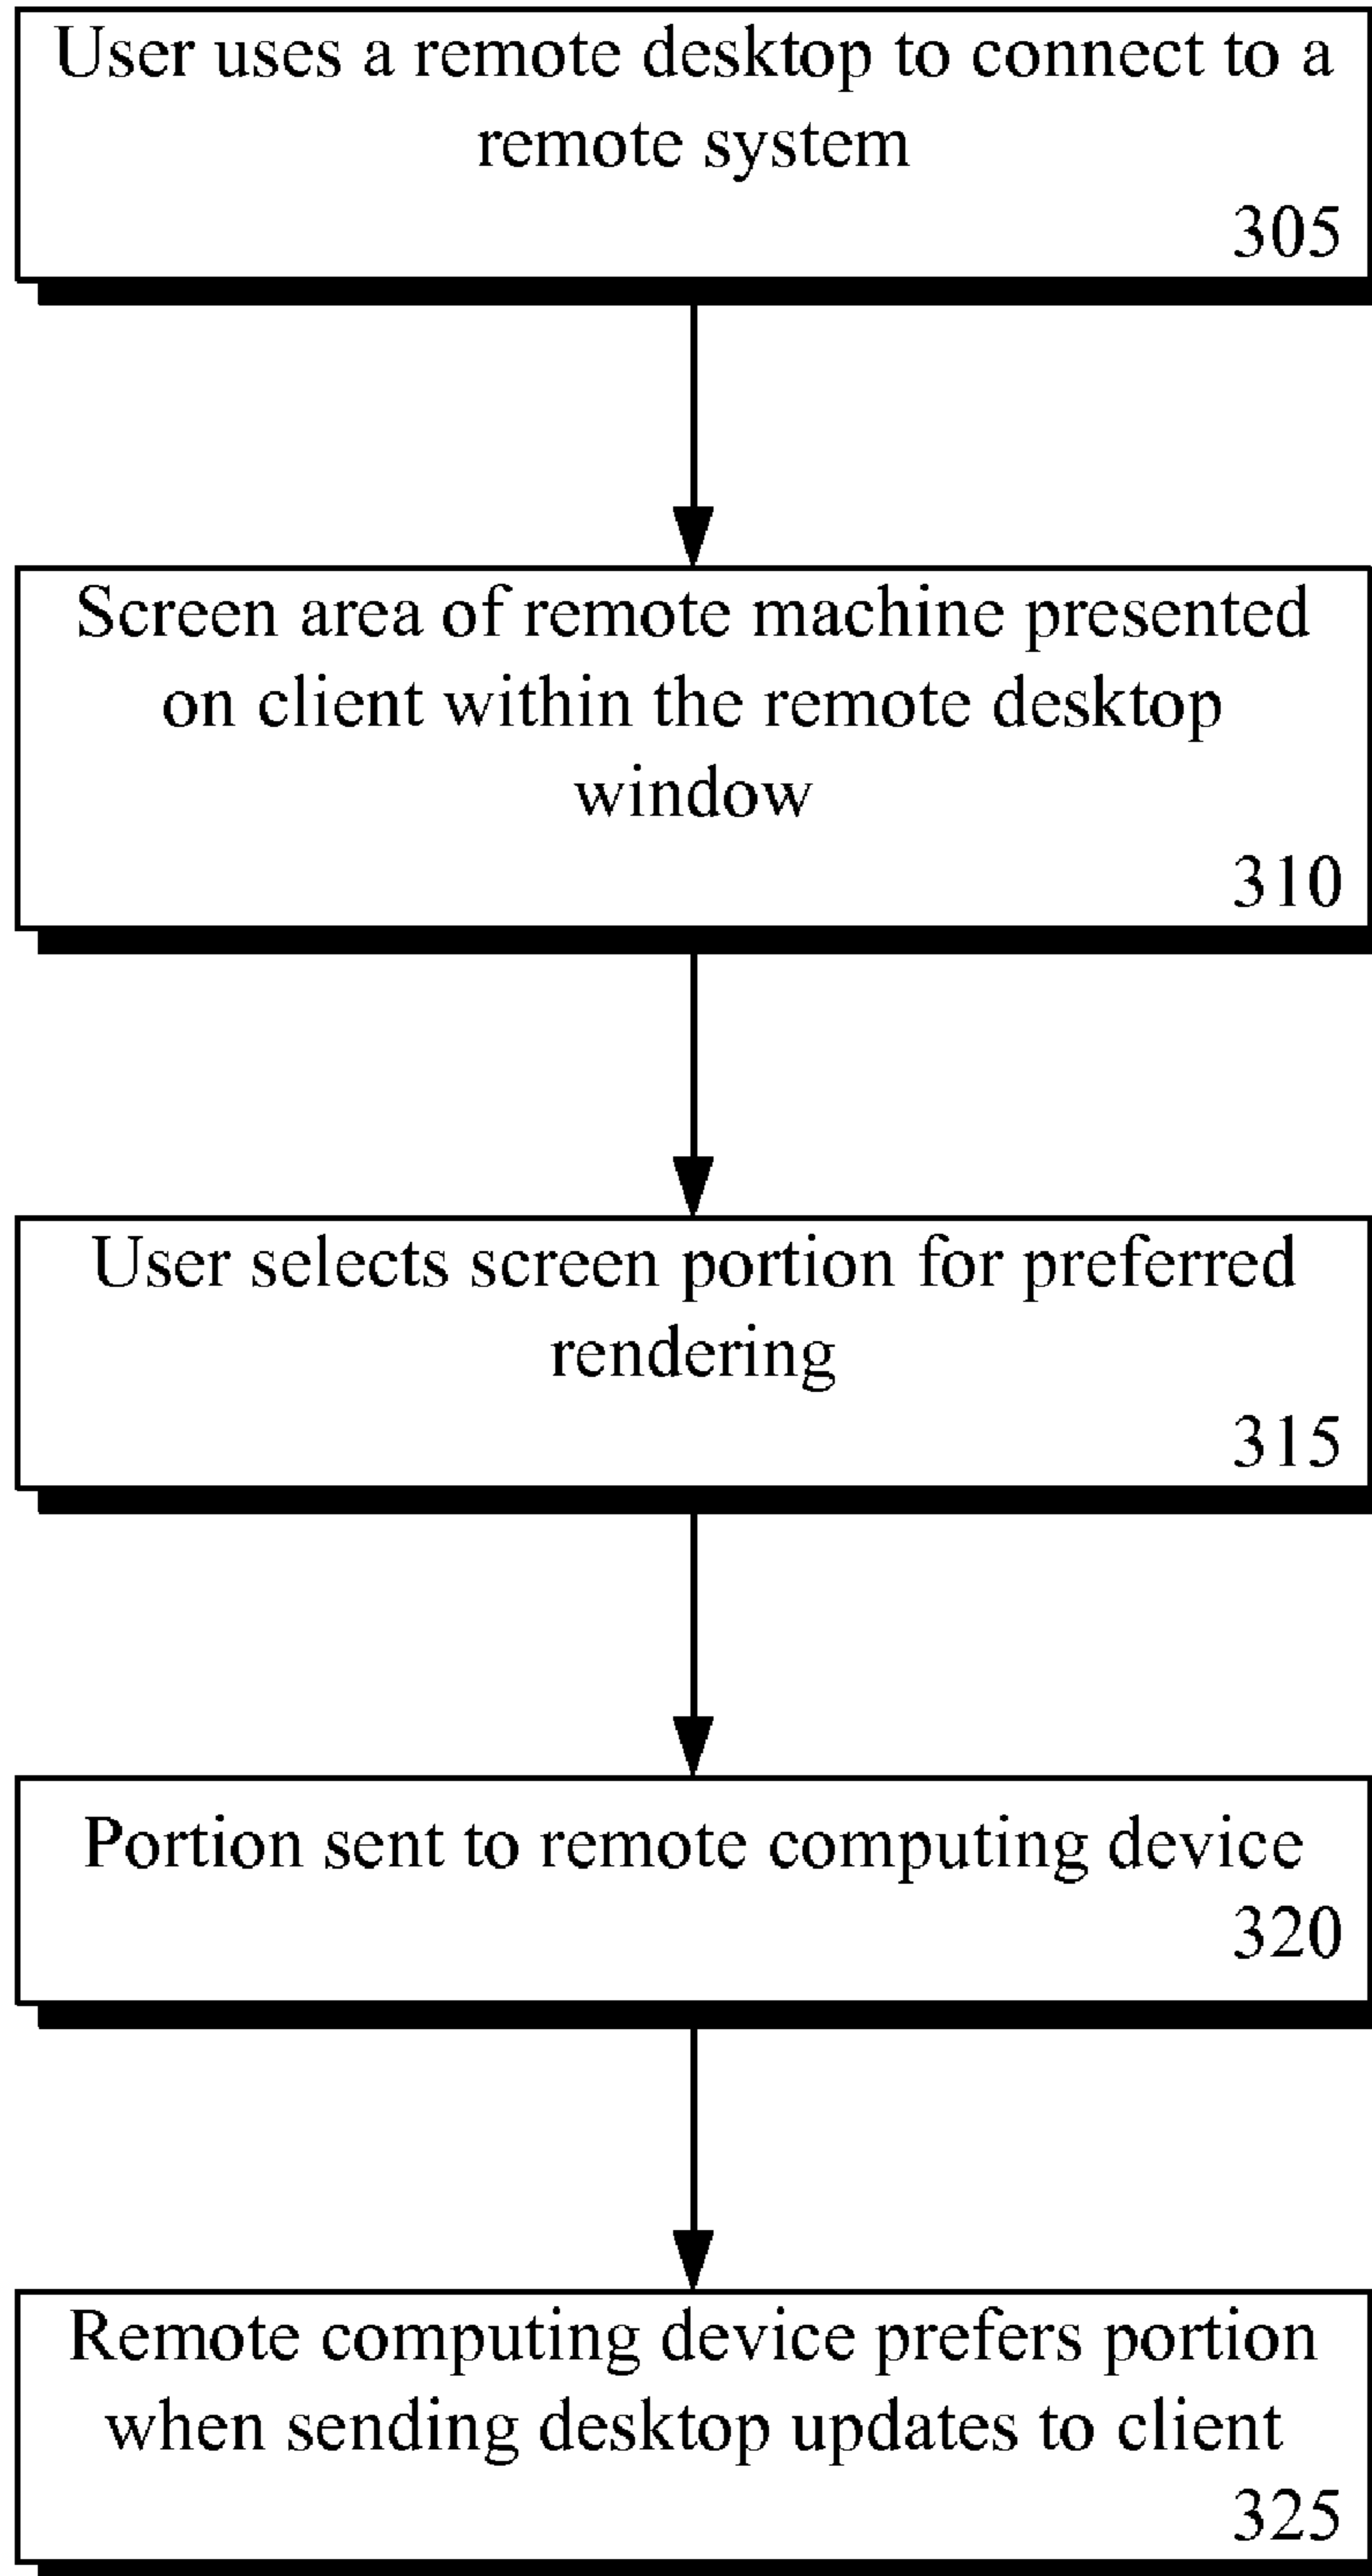 User uses a remote desktop to connect to a
remote system
305
Screen area of remote machine presented
on client within the remote desktop
window
310
User selects screen portion for preferred
rendering
315
Portion sent to remote computing device
320
Remote computing device prefers portion
when sending desktop updates to client
325